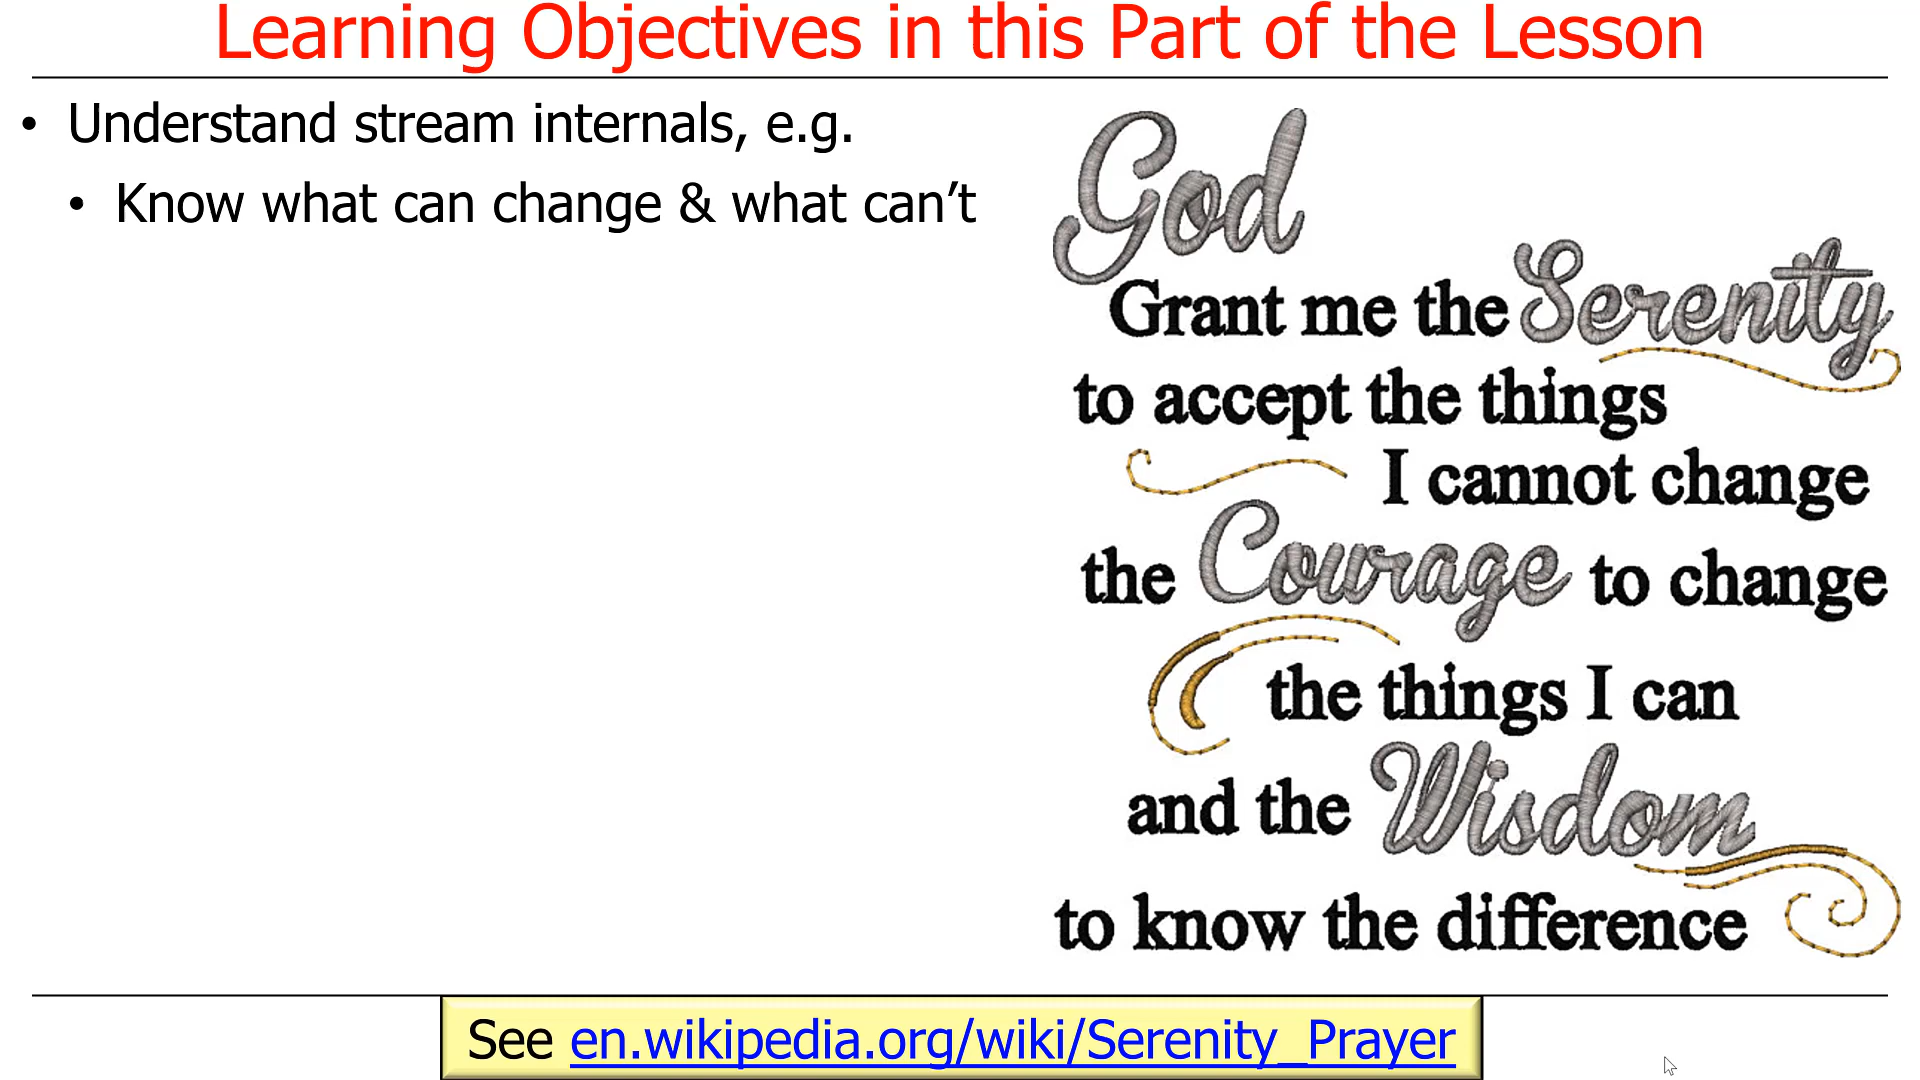 Learning Objectives in this Part of the Lesson
• Understand stream internals, e.g.
• Know what can change & what can’t
God
Grant me the Serenity
to accept the things
I cannot change
the Courage to change
the things I can
and the Wisdom
to know the difference
See en.wikipedia.org/wiki/Serenity_Prayer